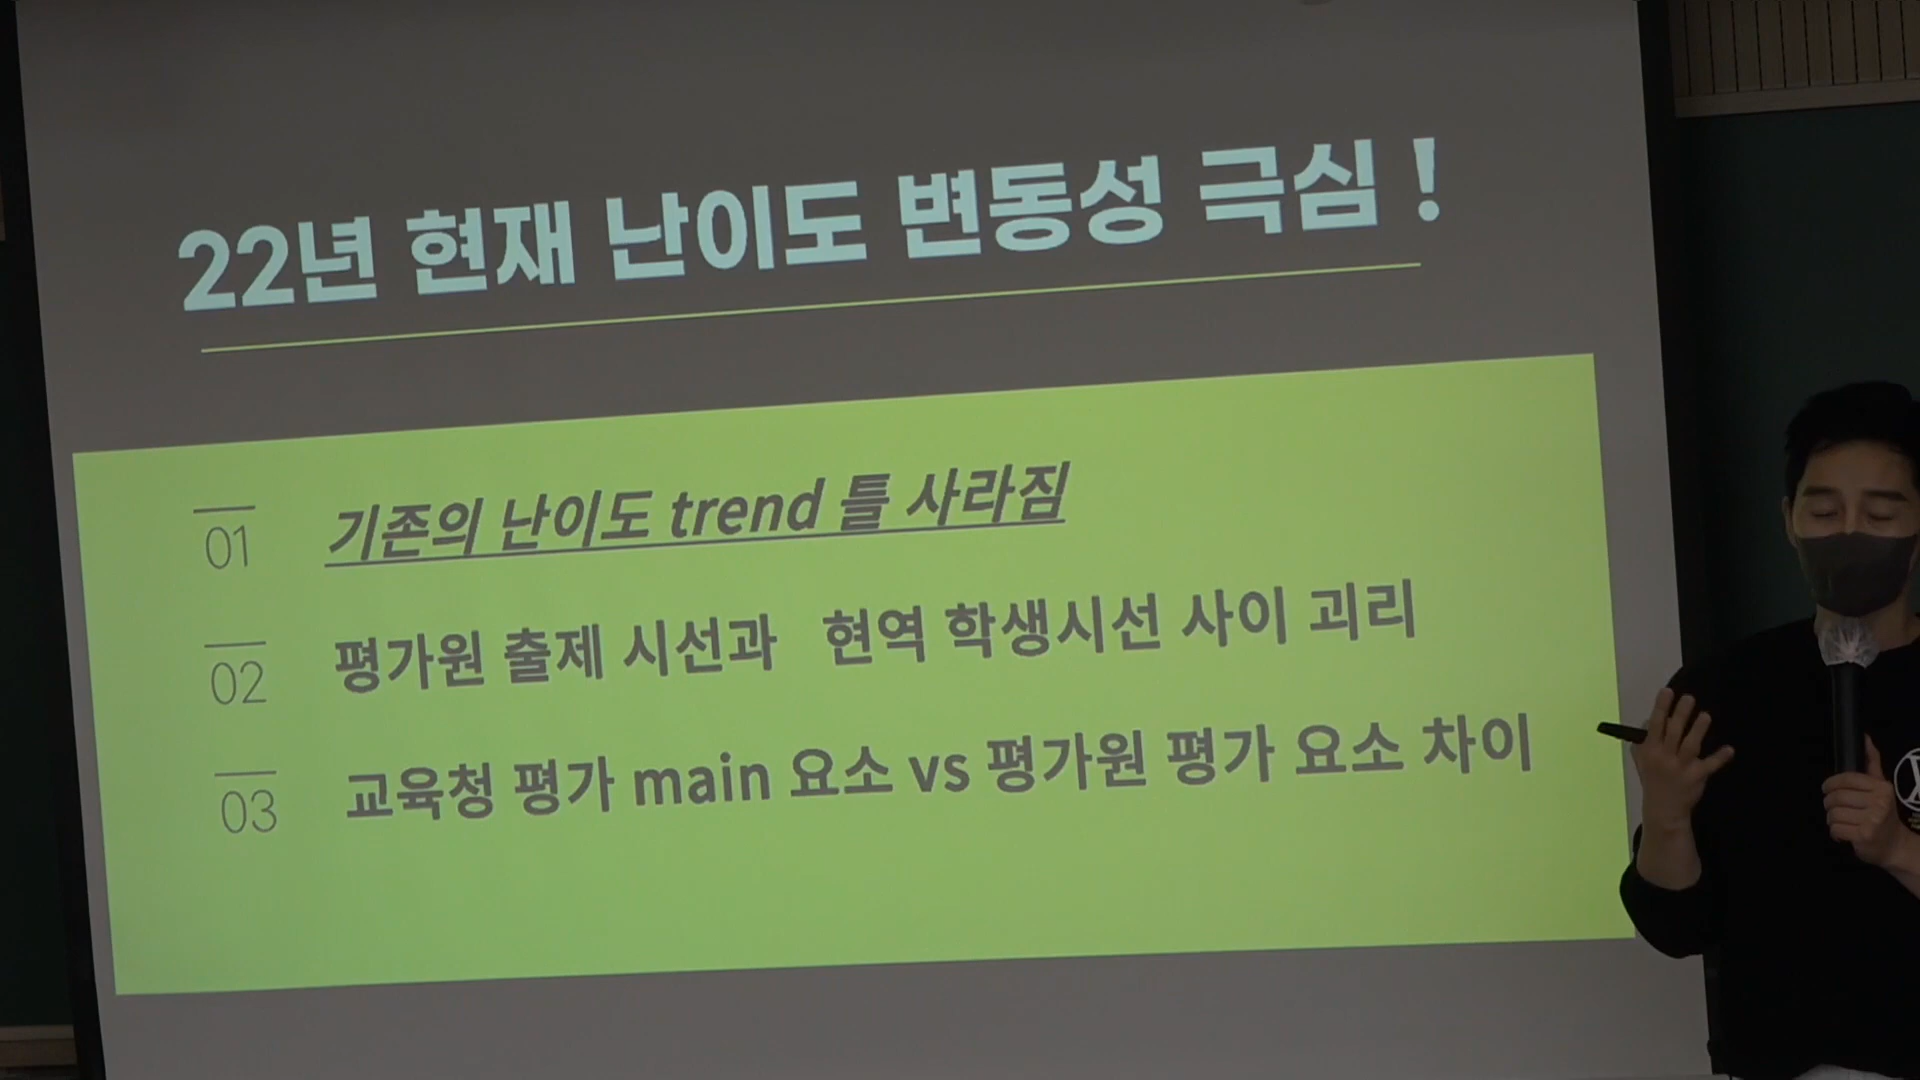 22년 현재 난이도 변동성 극심 !
01 기존의 난이도 trend 틀 사라짐
02 평가원 출제 시선과 현역 학생시선 사이 괴리
03 교육청 평가 main 요소 vs 평가원 평가 요소 차이